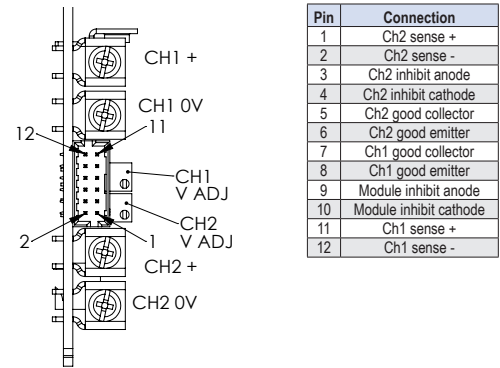 CH1 +
CH1 0V
12
11
CH1
V ADJ
CH2
V ADJ
2
1
CH2 +
CH2 0V
Pin Connection
1 Ch2 sense +
2 Ch2 sense -
3 Ch2 inhibit anode
4 Ch2 inhibit cathode
5 Ch2 good collector
6 Ch2 good emitter
7 Ch1 good collector
8 Ch1 good emitter
9 Module inhibit anode
10 Module inhibit cathode
11 Ch1 sense +
12 Ch1 sense -